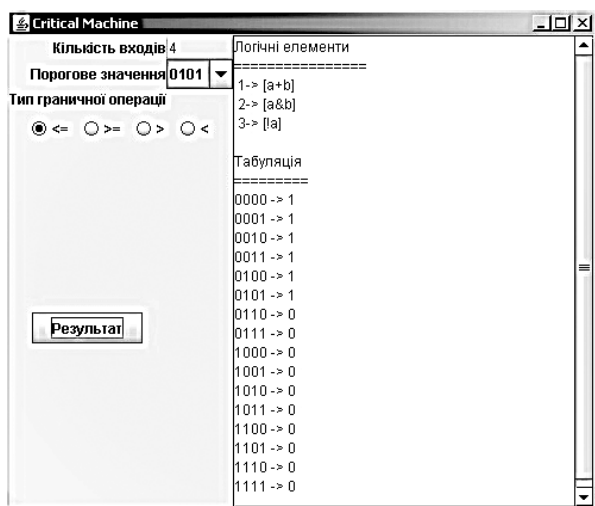 Critical Machine
Кількість входів 4
Порогове значення 0101
Тип граничної операції
<= >= > <
Результат
Логічні елементи
================
1-> [a+b]
2-> [a&b]
3-> [!a]
Табуляція
=========
0000 -> 1
0001 -> 1
0010 -> 1
0011 -> 1
0100 -> 1
0101 -> 1
0110 -> 0
0111 -> 0
1000 -> 0
1001 -> 0
1010 -> 0
1011 -> 0
1100 -> 0
1101 -> 0
1110 -> 0
1111 -> 0